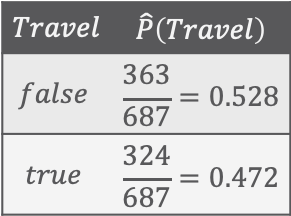 Travel P̂(Travel)
false 363/687 = 0.528
true 324/687 = 0.472